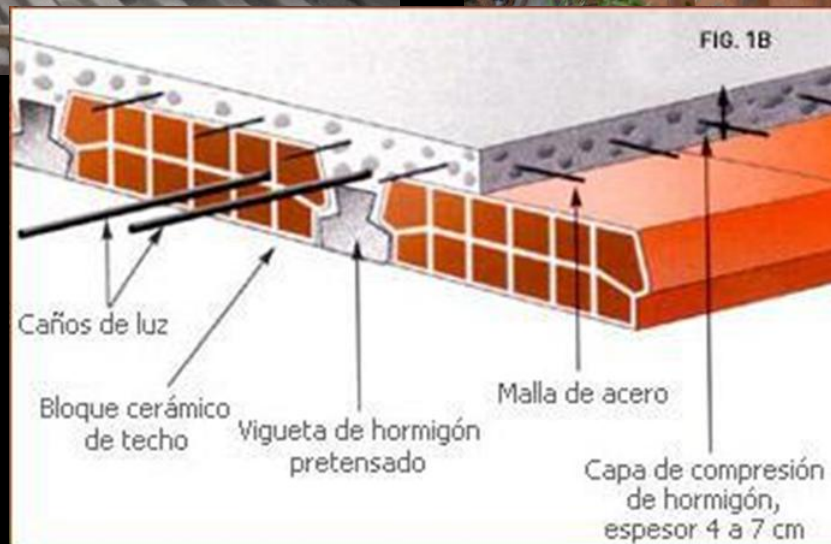 FIG. 1B
Caños de luz
Bloque cerámico
de techo
Vigueta de hormigón
pretensado
Malla de acero
Capa de compresión
de hormigón,
espesor 4 a 7 cm